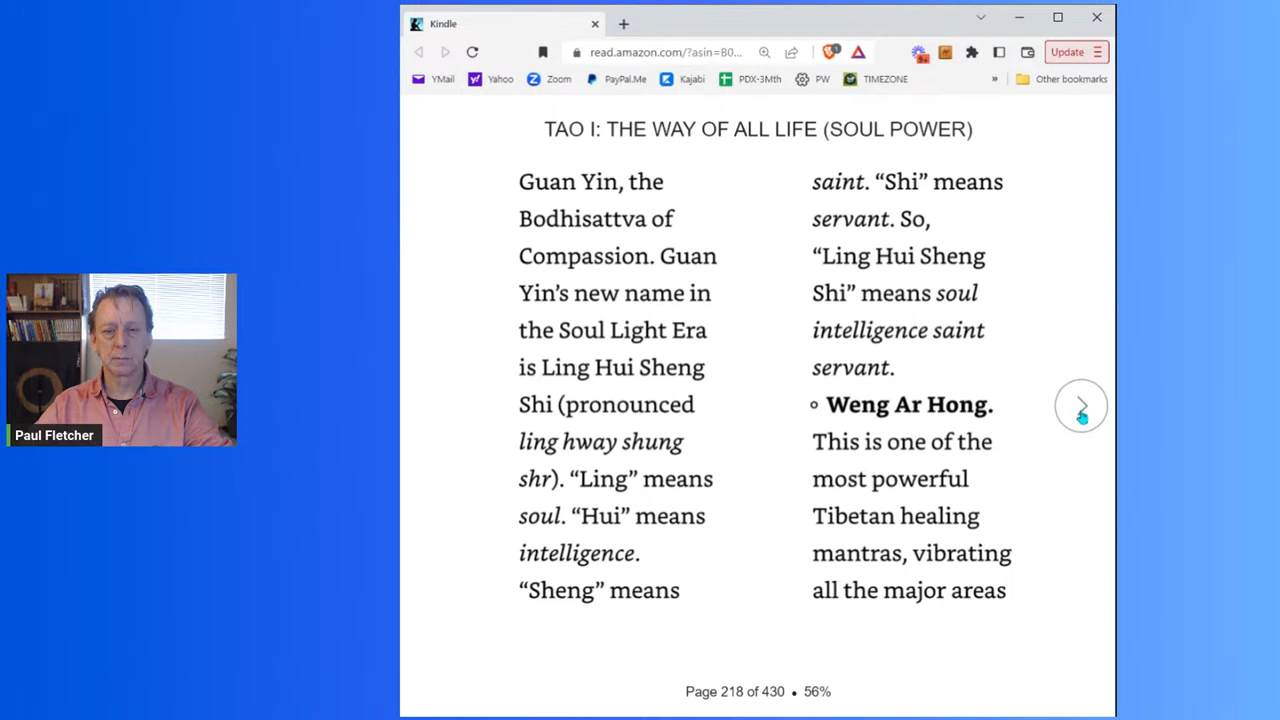 Kindle
read.amazon.com/?asin=B0...
Update
YMail
Yahoo
Zoom
PayPal.Me
Kajabi
PDX-3Mth
PW
TIMEZONE
»
Other bookmarks
TAO I: THE WAY OF ALL LIFE (SOUL POWER)
Guan Yin, the
Bodhisattva of
Compassion. Guan
Yin’s new name in
the Soul Light Era
is Ling Hui Sheng
Shi (pronounced
ling hway shung
shr). “Ling” means
soul. “Hui” means
intelligence.
“Sheng” means
saint. “Shi” means
servant. So,
“Ling Hui Sheng
Shi” means soul
intelligence saint
servant.
◦ Weng Ar Hong.
This is one of the
most powerful
Tibetan healing
mantras, vibrating
all the major areas
Page 218 of 430 • 56%
Paul Fletcher